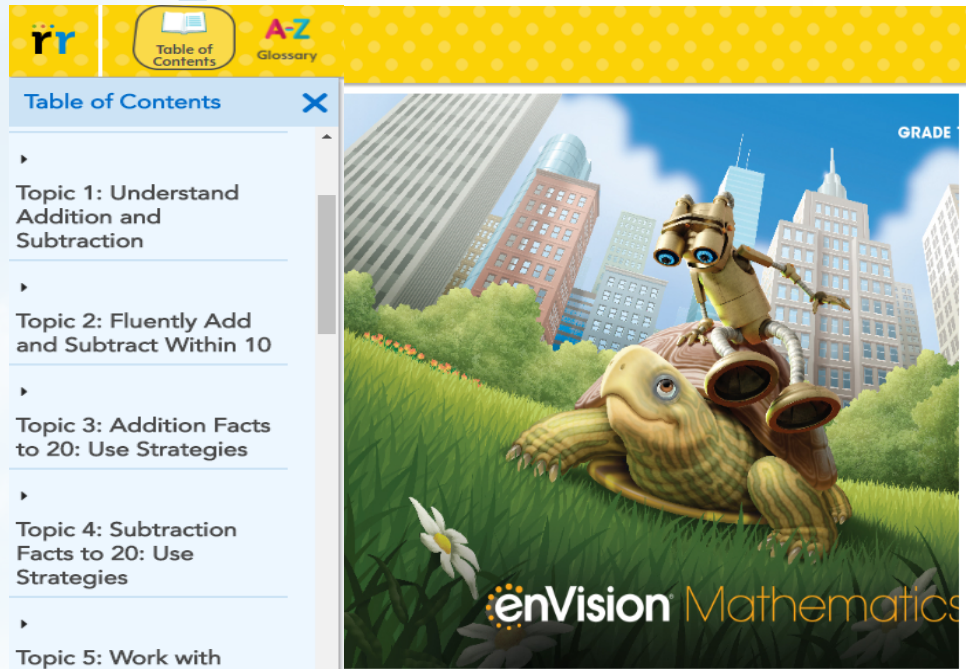 rr
Table of
Contents
A-Z
Glossary
Table of Contents
GRADE 1
Topic 1: Understand
Addition and
Subtraction
Topic 2: Fluently Add
and Subtract Within 10
Topic 3: Addition Facts
to 20: Use Strategies
Topic 4: Subtraction
Facts to 20: Use
Strategies
Topic 5: Work with
enVision Mathematics